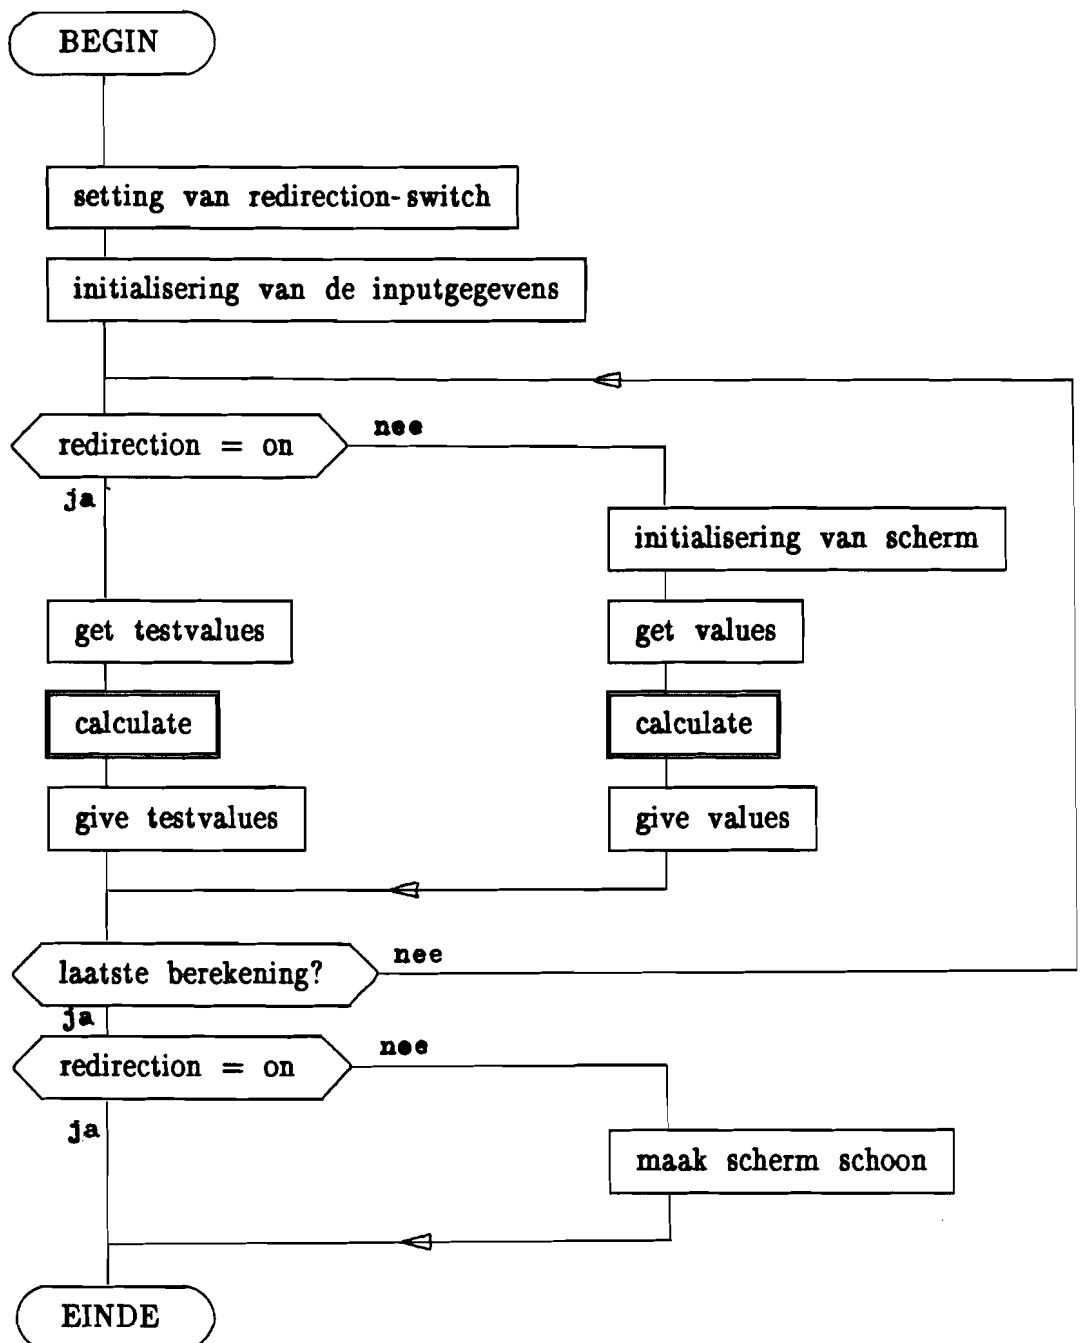 BEGIN
setting van redirection-switch
initialisering van de inputgegevens
redirection = on
nee
ja
initialisering van scherm
get testvalues
get values
calculate
calculate
give testvalues
give values
laatste berekening?
nee
ja
redirection = on
nee
ja
maak scherm schoon
EINDE